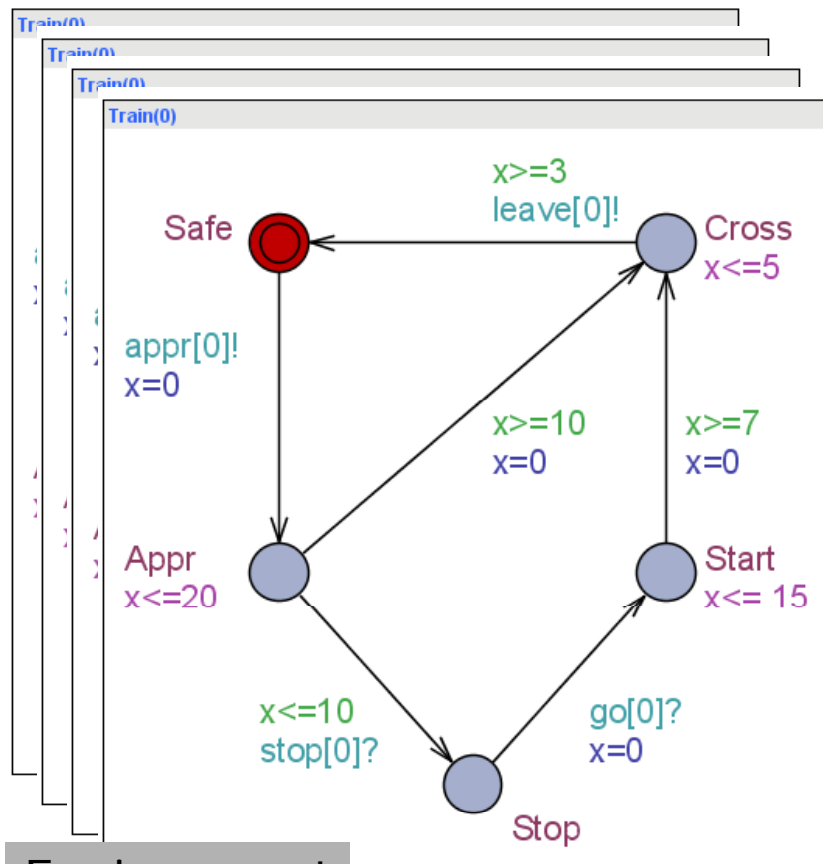 Train(0)
Train(0)
Train(0)
Train(0)
x>=3
leave[0]!
Safe
Cross
x<=5
appr[0]!
x=0
x>=10
x=0
x>=7
x=0
Appr
x<=20
Start
x<= 15
x<=10
stop[0]?
go[0]?
x=0
Stop